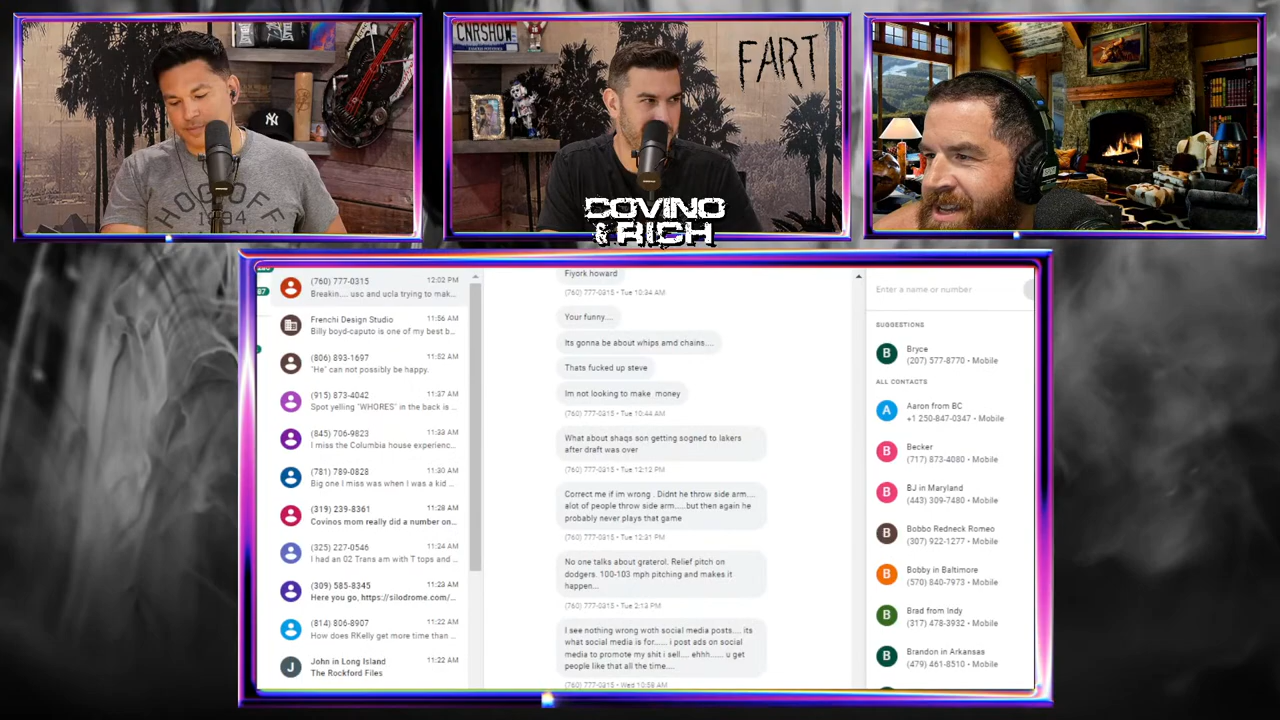 CNRSHOW
FART
HOC OFF
1994
COVINO
& RICH
(760) 777-0315 12:02 PM
Breakin.... usc and ucla trying to mak...
Frenchi Design Studio 11:56 AM
Billy boyd-caputo is one of my best b...
(806) 893-1697 11:52 AM
"He" can not possibly be happy.
(915) 873-4042 11:37 AM
Spot yelling "WHORES" in the back is ...
(845) 706-9823 11:33 AM
I miss the Columbia house experienc...
(781) 789-0828 11:30 AM
Big one I miss was when I was a kid ...
(319) 239-8361 11:28 AM
Covinos mom really did a number on...
(325) 227-0546 11:24 AM
I had an 02 Trans am with T tops and ...
(309) 585-8345 11:23 AM
Here you go, https://silodrome.com/...
(814) 806-8907 11:22 AM
How does RKelly get more time than ...
J
John in Long Island 11:22 AM
The Rockford Files
Fiyork howard
(760) 777-0315 • Tue 10:34 AM
Your funny....
Its gonna be about whips amd chains....
Thats fucked up steve
Im not looking to make money
(760) 777-0315 • Tue 10:44 AM
What about shaqs son getting sogned to lakers
after draft was over
(760) 777-0315 • Tue 12:12 PM
Correct me if im wrong . Didnt he throw side arm....
alot of people throw side arm.....but then again he
probably never plays that game
(760) 777-0315 • Tue 12:31 PM
No one talks about graterol. Relief pitch on
dodgers. 100-103 mph pitching and makes it
happen...
(760) 777-0315 • Tue 2:13 PM
I see nothing wrong woth social media posts.... its
what social media is for...... i post ads on social
media to promote my shit i sell.... ehhh....... u get
people like that all the time....
(760) 777-0315 • Wed 10:58 AM
Enter a name or number
SUGGESTIONS
B
Bryce
(207) 577-8770 • Mobile
ALL CONTACTS
A
Aaron from BC
+1 250-847-0347 • Mobile
B
Becker
(717) 873-4080 • Mobile
B
BJ in Maryland
(443) 309-7480 • Mobile
B
Bobbo Redneck Romeo
(307) 922-1277 • Mobile
B
Bobby in Baltimore
(570) 840-7973 • Mobile
B
Brad from Indy
(317) 478-3932 • Mobile
B
Brandon in Arkansas
(479) 461-8510 • Mobile